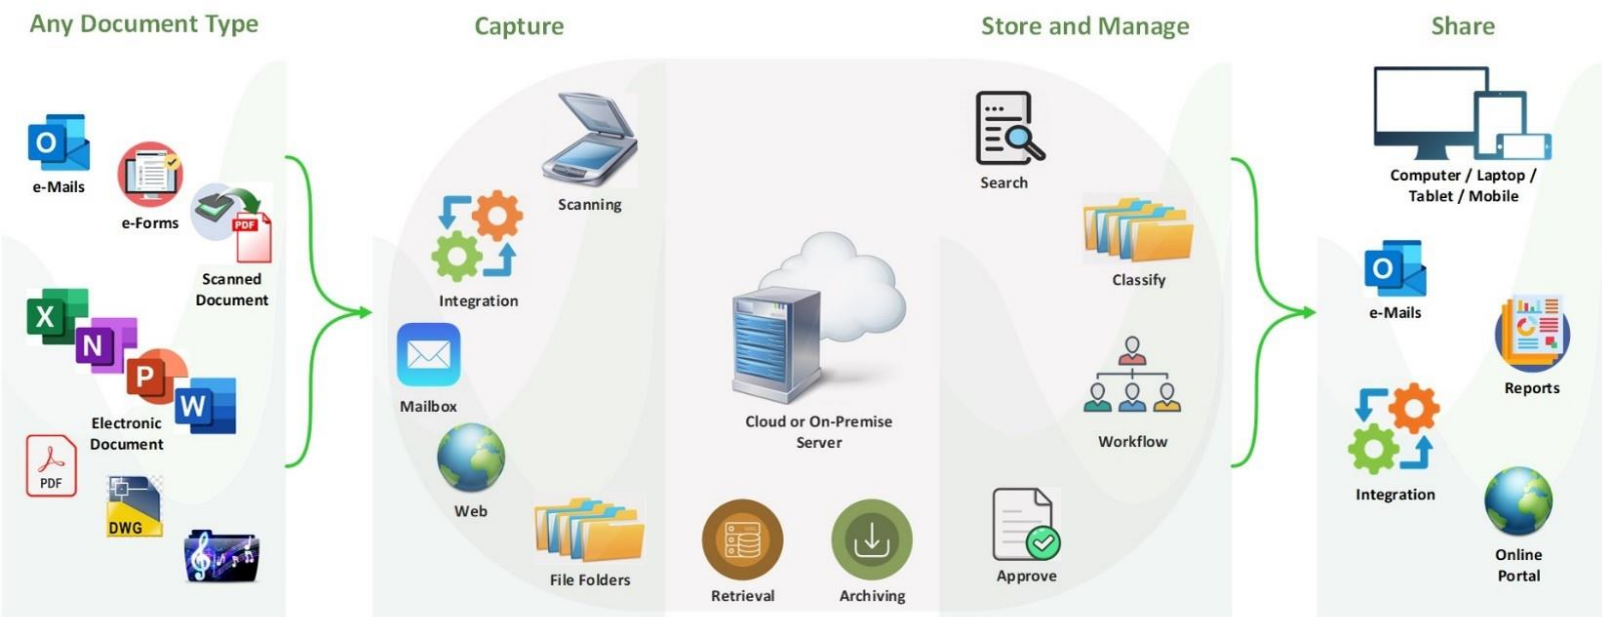 Any Document Type
Capture
Store and Manage
Share
e-Mails
e-Forms
PDF
Scanned
Document
X
N
P
W
Electronic
Document
PDF
DWG
Scanning
Integration
Mailbox
Web
File Folders
Cloud or On-Premise
Server
Retrieval
Archiving
Search
Classify
Workflow
Approve
Computer / Laptop /
Tablet / Mobile
O
e-Mails
Reports
Integration
Online
Portal
O